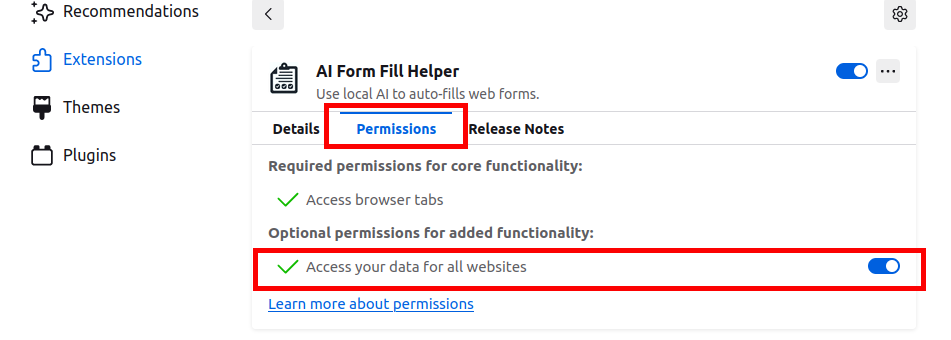 Recommendations
Extensions
Themes
Plugins
AI Form Fill Helper
Use local AI to auto-fills web forms.
Details Permissions Release Notes
Required permissions for core functionality:
Access browser tabs
Optional permissions for added functionality:
Access your data for all websites
Learn more about permissions